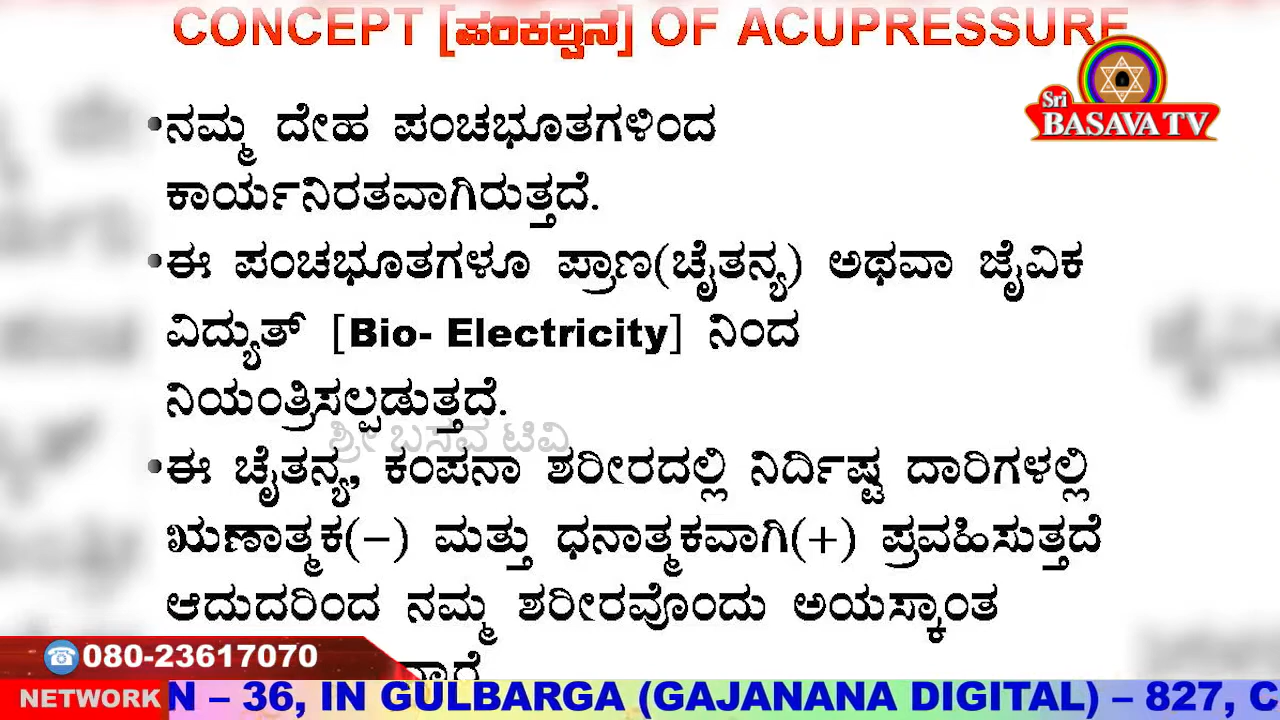 CONCEPT [ಪರಿಕಲ್ಪನೆ] OF ACUPRESSURE
Sri
BASAVA TV
•ನಮ್ಮ ದೇಹ ಪಂಚಭೂತಗಳಿಂದ
ಕಾರ್ಯನಿರತವಾಗಿರುತ್ತದೆ.
•ಈ ಪಂಚಭೂತಗಳೂ ಪ್ರಾಣ(ಚೈತನ್ಯ) ಅಥವಾ ಜೈವಿಕ
ವಿದ್ಯುತ್ [Bio- Electricity] ನಿಂದ
ನಿಯಂತ್ರಿಸಲ್ಪಡುತ್ತದೆ.
ಶ್ರೀ ಬಸವ ಟಿವಿ
•ಈ ಚೈತನ್ಯ, ಕಂಪನಾ ಶರೀರದಲ್ಲಿ ನಿರ್ದಿಷ್ಟ ದಾರಿಗಳಲ್ಲಿ
ಋಣಾತ್ಮಕ(−) ಮತ್ತು ಧನಾತ್ಮಕವಾಗಿ(+) ಪ್ರವಹಿಸುತ್ತದೆ
ಆದುದರಿಂದ ನಮ್ಮ ಶರೀರವೊಂದು ಅಯಸ್ಕಾಂತ
☎080-23617070
NETWORK N – 36, IN GULBARGA (GAJANANA DIGITAL) – 827, C